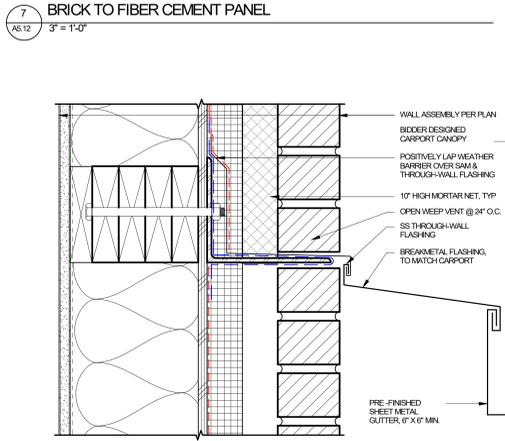 7
BRICK TO FIBER CEMENT PANEL
A5.12
3" = 1'-0"
WALL ASSEMBLY PER PLAN
BIDDER DESIGNED
CARPORT CANOPY
POSITIVELY LAP WEATHER
BARRIER OVER SAM &
THROUGH-WALL FLASHING
10" HIGH MORTAR NET, TYP
OPEN WEEP VENT @ 24" O.C.
SS THROUGH-WALL
FLASHING
BREAKMETAL FLASHING,
TO MATCH CARPORT
PRE -FINISHED
SHEET METAL
GUTTER, 6" X 6" MIN.